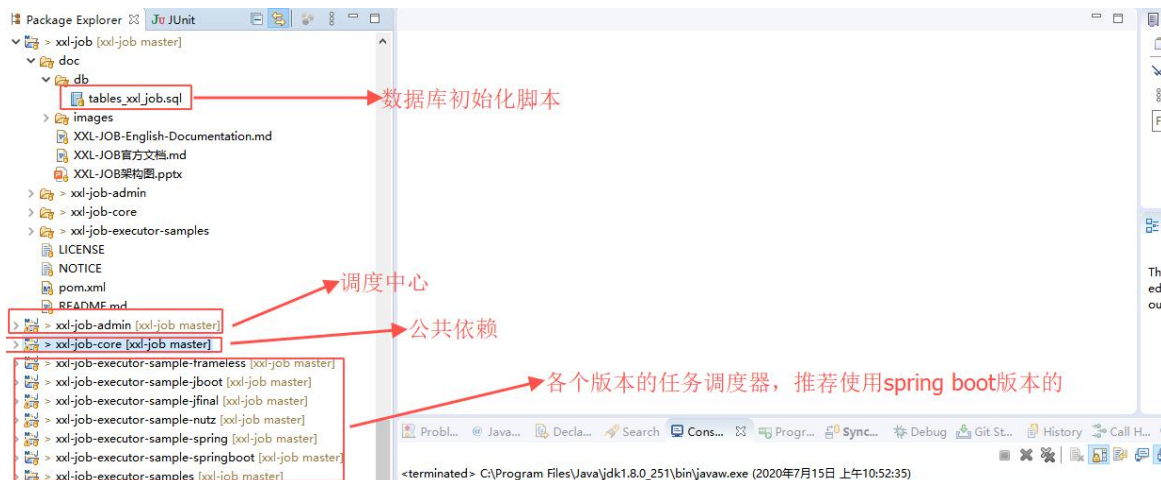 Package Explorer JU JUnit
> xxl-job [xxl-job master]
doc
db
tables_xxl_job.sql
数据库初始化脚本
> images
XXL-JOB-English-Documentation.md
XXL-JOB官方文档.md
XXL-JOB架构图.pptx
> xxl-job-admin
> xxl-job-core
> xxl-job-executor-samples
LICENSE
NOTICE
pom.xml
README.md
调度中心
> xxl-job-admin [xxl-job master]
公共依赖
> xxl-job-core [xxl-job master]
> xxl-job-executor-sample-frameless [xxl-job master]
> xxl-job-executor-sample-jboot [xxl-job master]
各个版本的任务调度器，推荐使用spring boot版本的
> xxl-job-executor-sample-jfinal [xxl-job master]
> xxl-job-executor-sample-nutz [xxl-job master]
> xxl-job-executor-sample-spring [xxl-job master]
> xxl-job-executor-sample-springboot [xxl-job master]
> xxl-job-executor-samples [xxl-job master]
Th
ed
ou
Probl... Java... Decla... Search Cons... Progr... Sync... Debug Git St... History Call H...
<terminated> C:\Program Files\Java\jdk1.8.0_251\bin\javaw.exe (2020年7月15日 上午10:52:35)